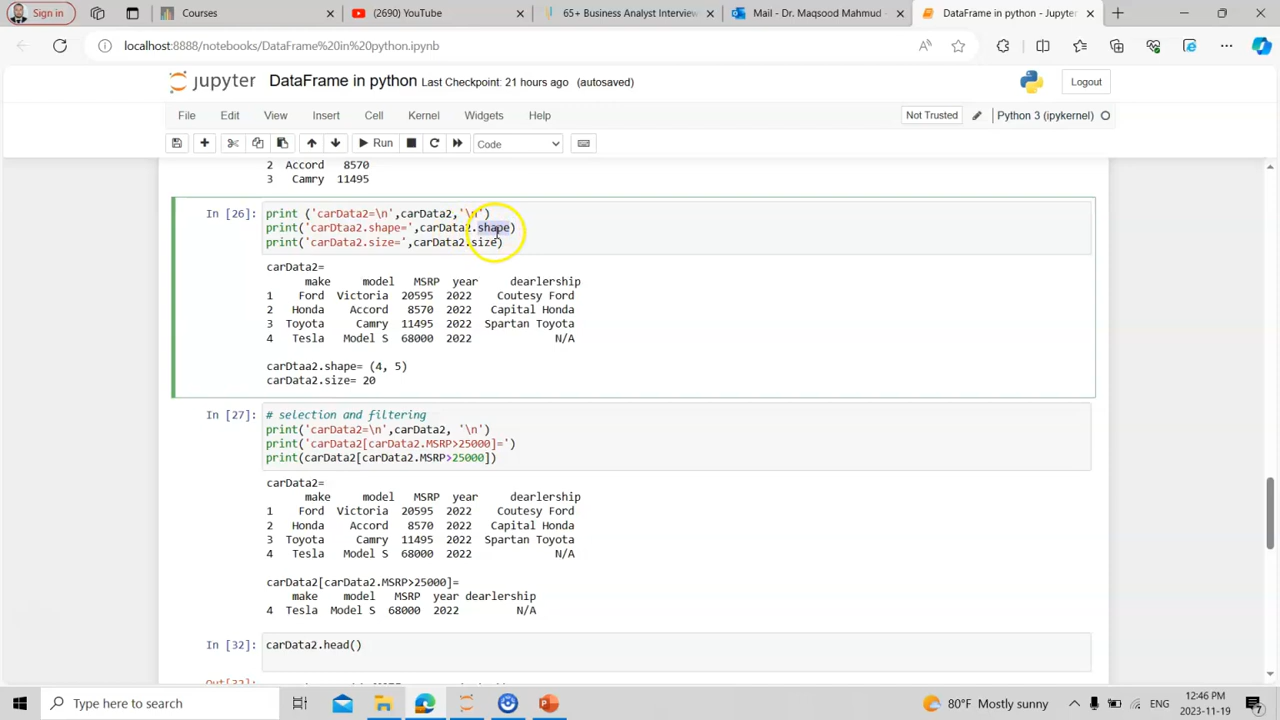 Sign in
Courses
(2690) YouTube
65+ Business Analyst Interview
Mail - Dr. Maqsood Mahmud -
DataFrame in python - Jupyter
localhost:8888/notebooks/DataFrame%20in%20python.ipynb
jupyter DataFrame in python Last Checkpoint: 21 hours ago (autosaved)
Logout
File Edit View Insert Cell Kernel Widgets Help
Not Trusted
Python 3 (ipykernel)
Run
Code
2 Accord 8570
3 Camry 11495
In [26]: print ('carData2=\n',carData2,'\n')
print('carDtaa2.shape=',carData2.shape)
print('carData2.size=',carData2.size)
carData2=
make model MSRP year dearlership
1 Ford Victoria 20595 2022 Coutesy Ford
2 Honda Accord 8570 2022 Capital Honda
3 Toyota Camry 11495 2022 Spartan Toyota
4 Tesla Model S 68000 2022 N/A
carDtaa2.shape= (4, 5)
carData2.size= 20
In [27]: # selection and filtering
print('carData2=\n',carData2, '\n')
print('carData2[carData2.MSRP>25000]=')
print(carData2[carData2.MSRP>25000])
carData2=
make model MSRP year dearlership
1 Ford Victoria 20595 2022 Coutesy Ford
2 Honda Accord 8570 2022 Capital Honda
3 Toyota Camry 11495 2022 Spartan Toyota
4 Tesla Model S 68000 2022 N/A
carData2[carData2.MSRP>25000]=
make model MSRP year dearlership
4 Tesla Model S 68000 2022 N/A
In [32]: carData2.head()
Out[32]:
Type here to search
80°F Mostly sunny
ENG
12:46 PM
2023-11-19
7